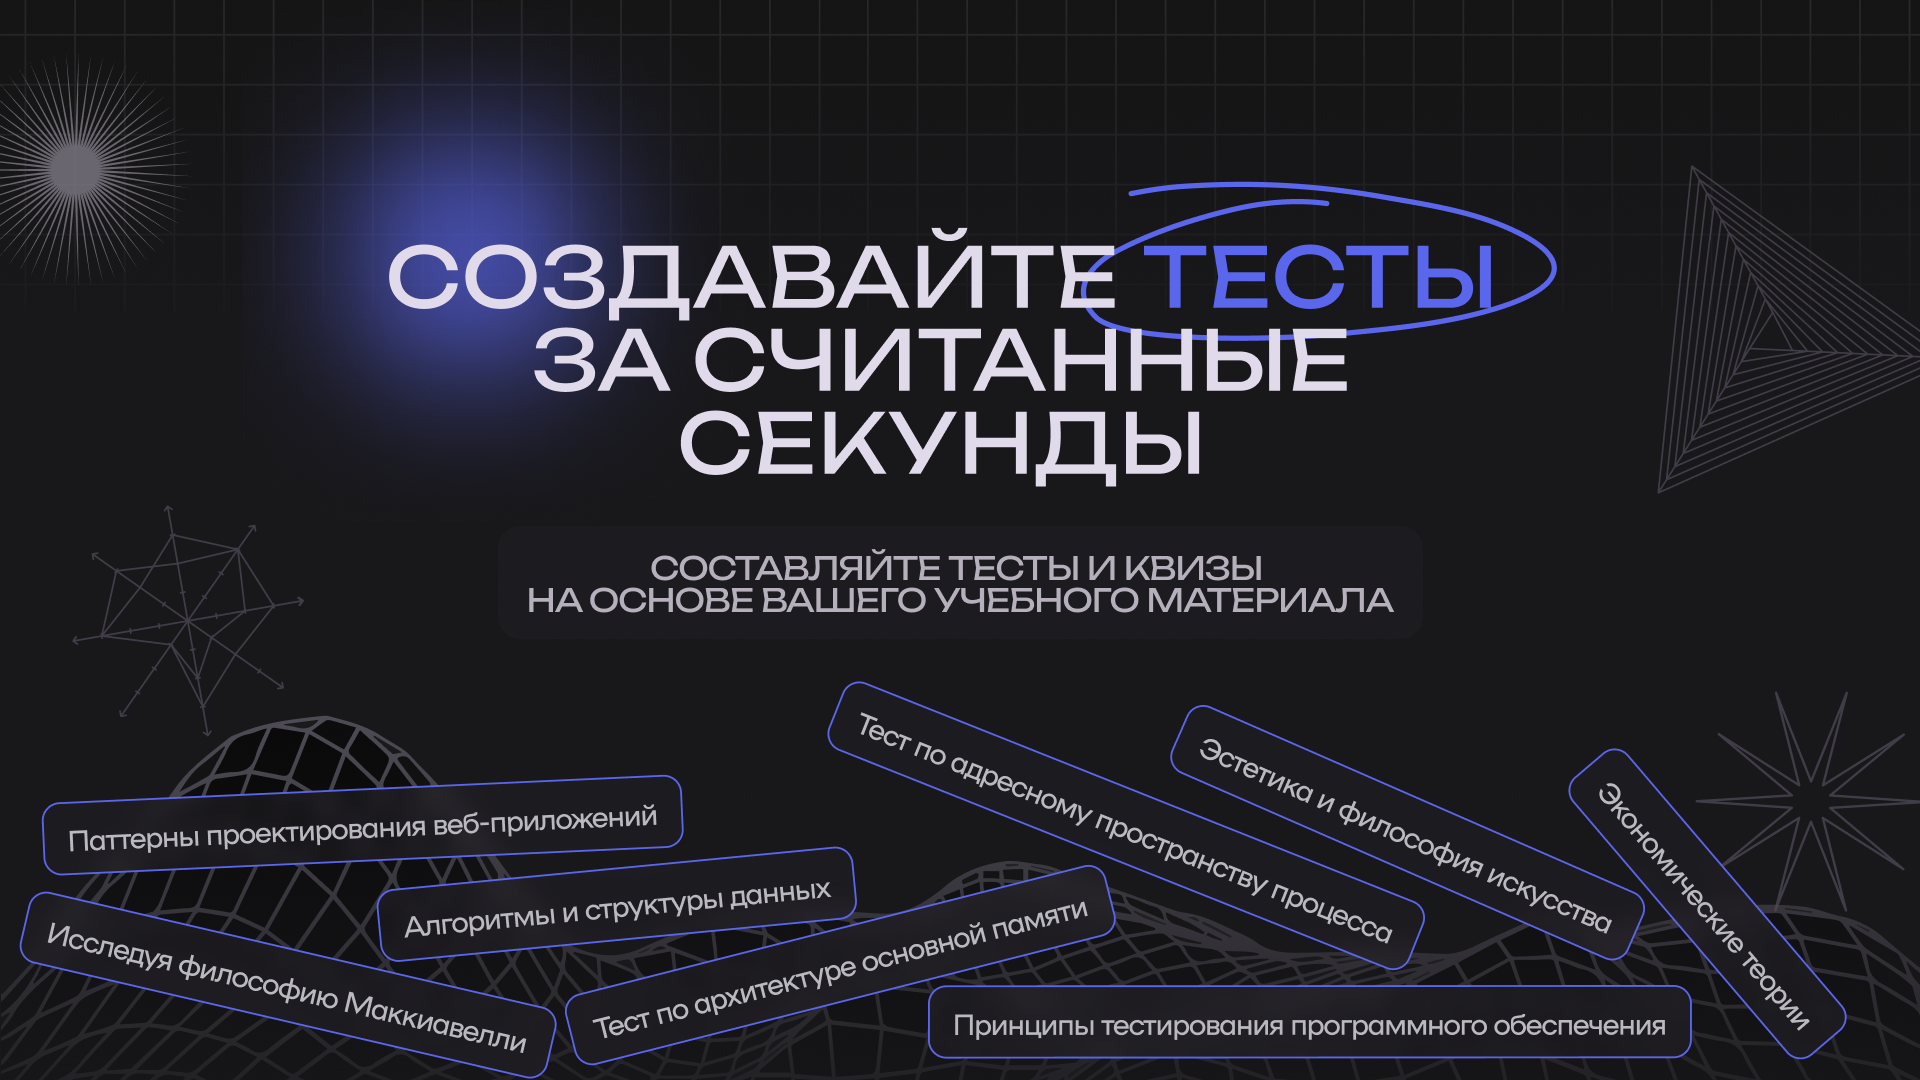 СОЗДАВАЙТЕ ТЕСТЫ
ЗА СЧИТАННЫЕ
СЕКУНДЫ
СОСТАВЛЯЙТЕ ТЕСТЫ И КВИЗЫ
НА ОСНОВЕ ВАШЕГО УЧЕБНОГО МАТЕРИАЛА
Тест по адресному пространству процесса
Эстетика и философия искусства
Экономические теории
Паттерны проектирования веб-приложений
Алгоритмы и структуры данных
Исследуя философию Маккиавелли
Тест по архитектуре основной памяти
Принципы тестирования программного обеспечения